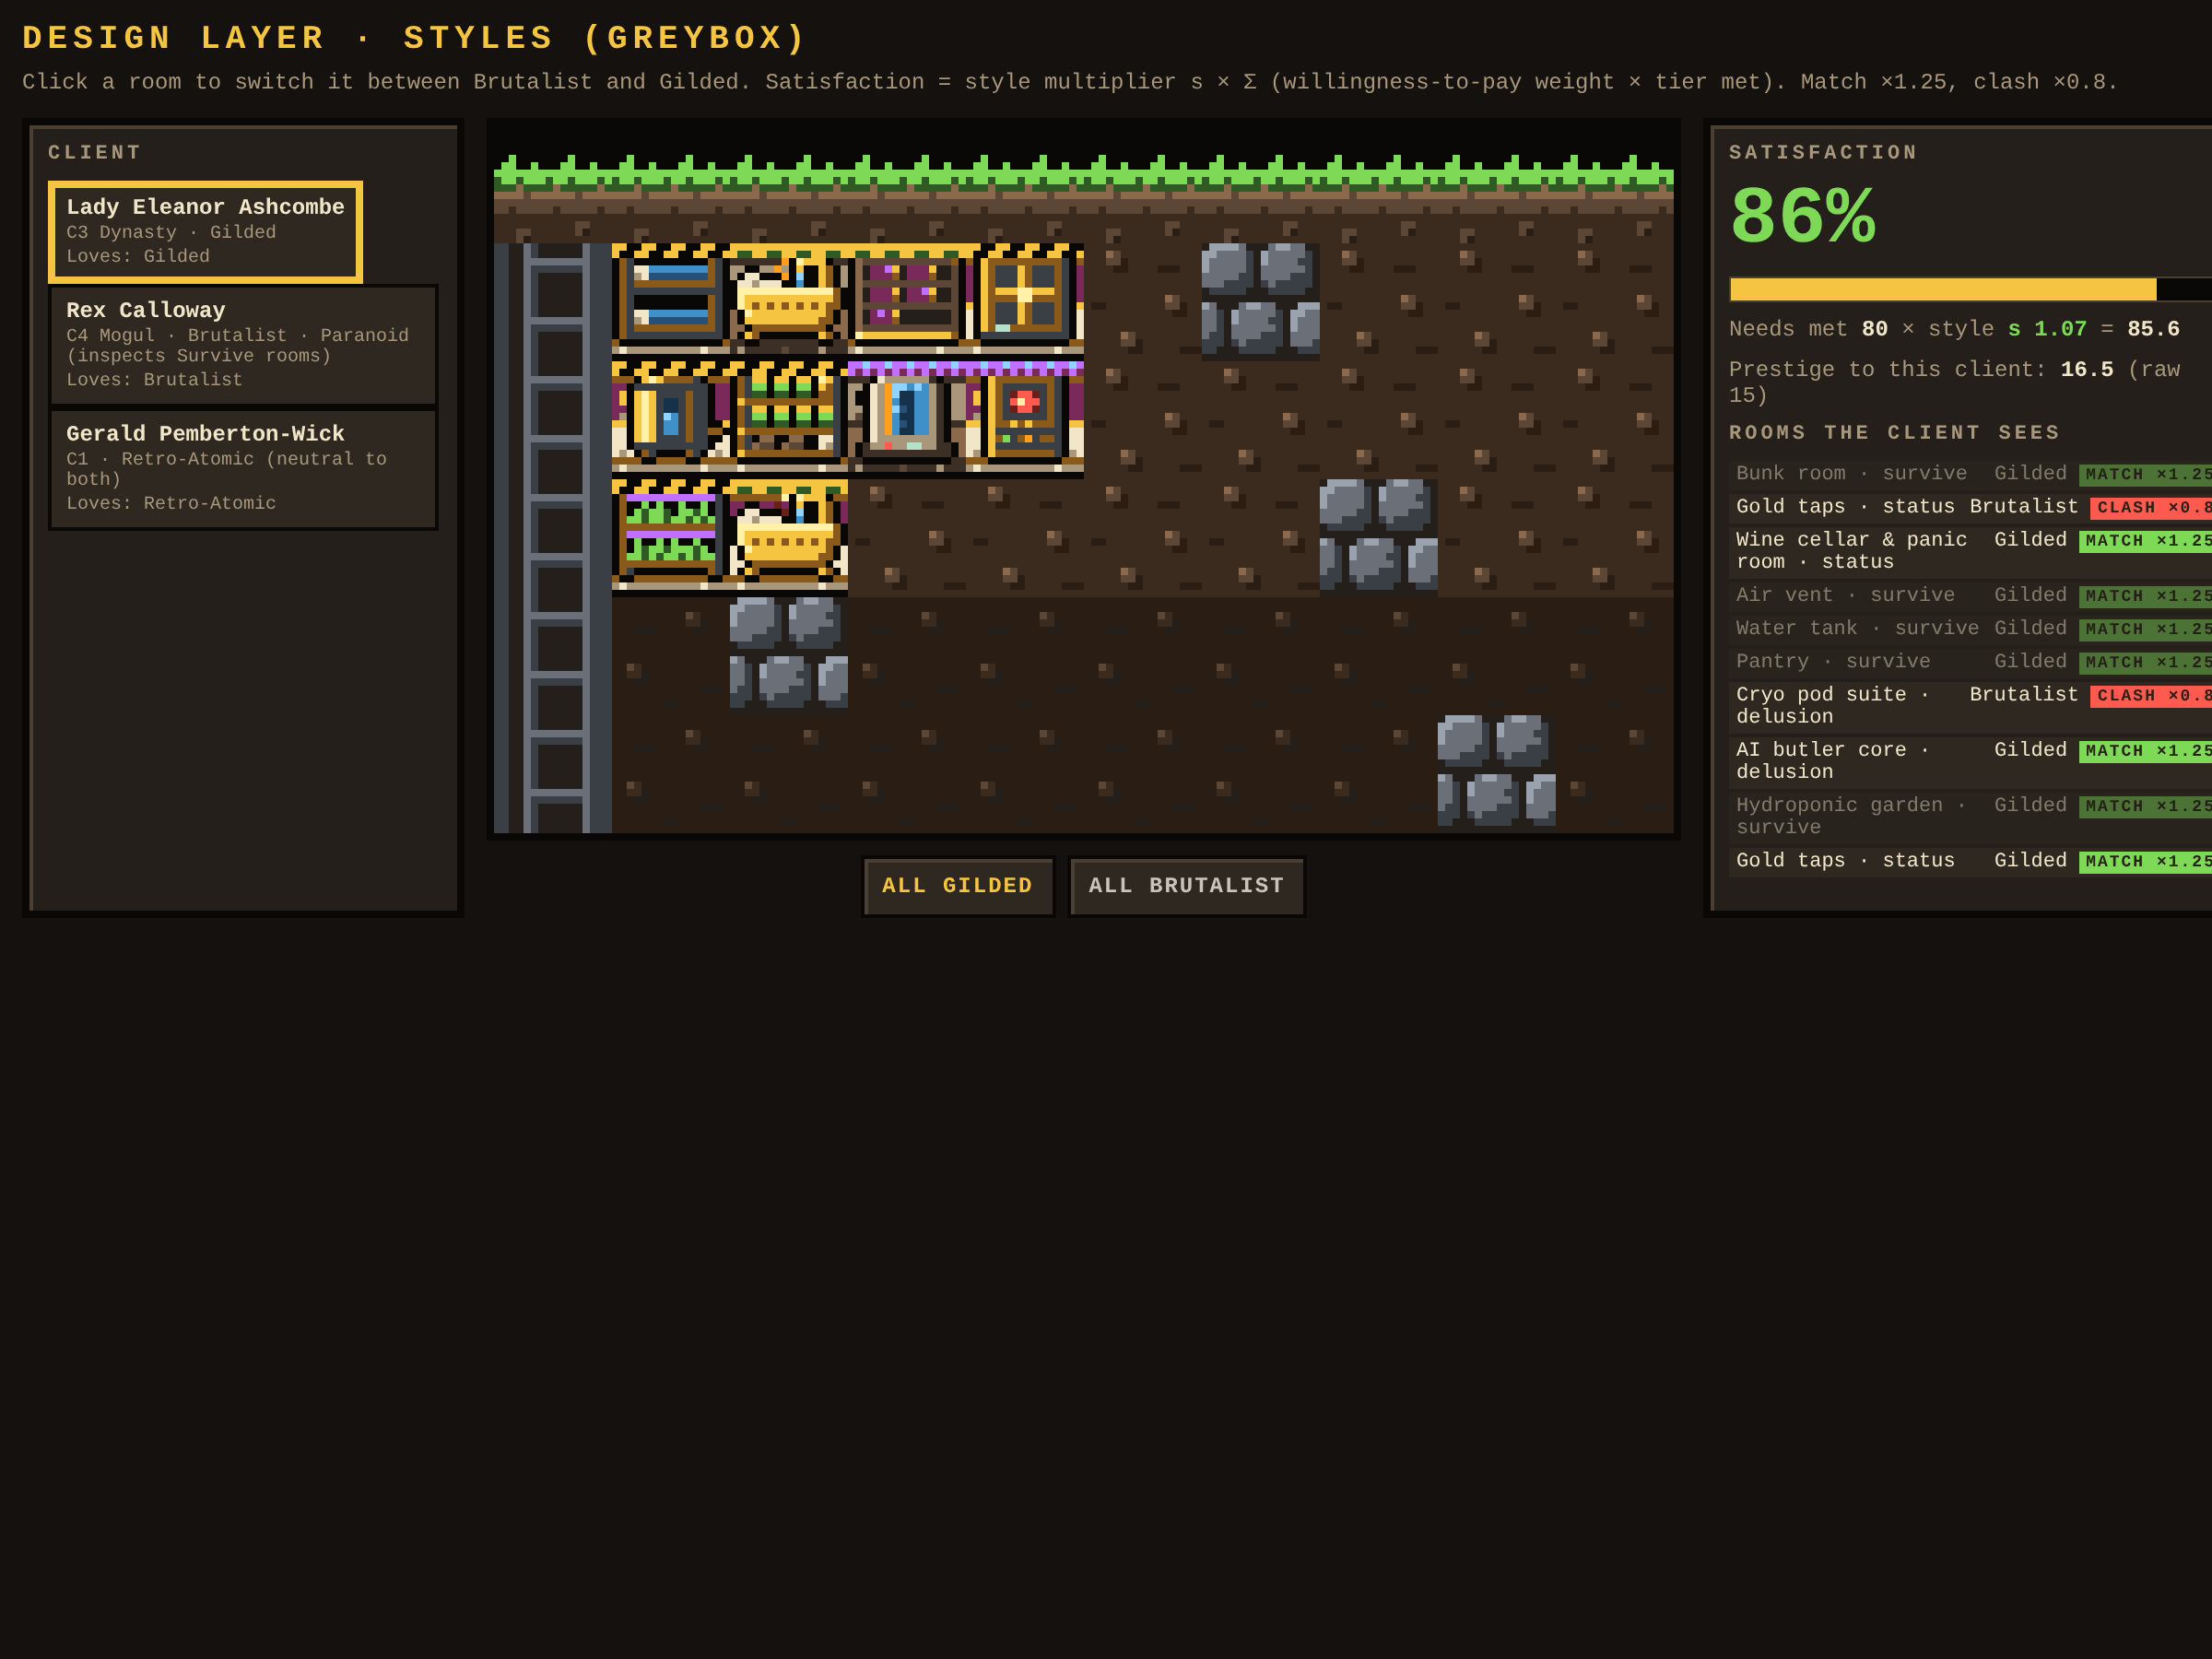 DESIGN LAYER · STYLES (GREYBOX)
Click a room to switch it between Brutalist and Gilded. Satisfaction = style multiplier s × Σ (willingness-to-pay weight × tier met). Match ×1.25, clash ×0.8.
CLIENT
Lady Eleanor Ashcombe
C3 Dynasty · Gilded
Loves: Gilded
Rex Calloway
C4 Mogul · Brutalist · Paranoid
(inspects Survive rooms)
Loves: Brutalist
Gerald Pemberton-Wick
C1 · Retro-Atomic (neutral to
both)
Loves: Retro-Atomic
ALL GILDED
ALL BRUTALIST
SATISFACTION
86%
Needs met 80 × style s 1.07 = 85.6
Prestige to this client: 16.5 (raw
15)
ROOMS THE CLIENT SEES
Bunk room · survive Gilded MATCH ×1.25
Gold taps · status Brutalist CLASH ×0.8
Wine cellar & panic Gilded MATCH ×1.25
room · status
Air vent · survive Gilded MATCH ×1.25
Water tank · survive Gilded MATCH ×1.25
Pantry · survive Gilded MATCH ×1.25
Cryo pod suite · Brutalist CLASH ×0.8
delusion
AI butler core · Gilded MATCH ×1.25
delusion
Hydroponic garden · Gilded MATCH ×1.25
survive
Gold taps · status Gilded MATCH ×1.25